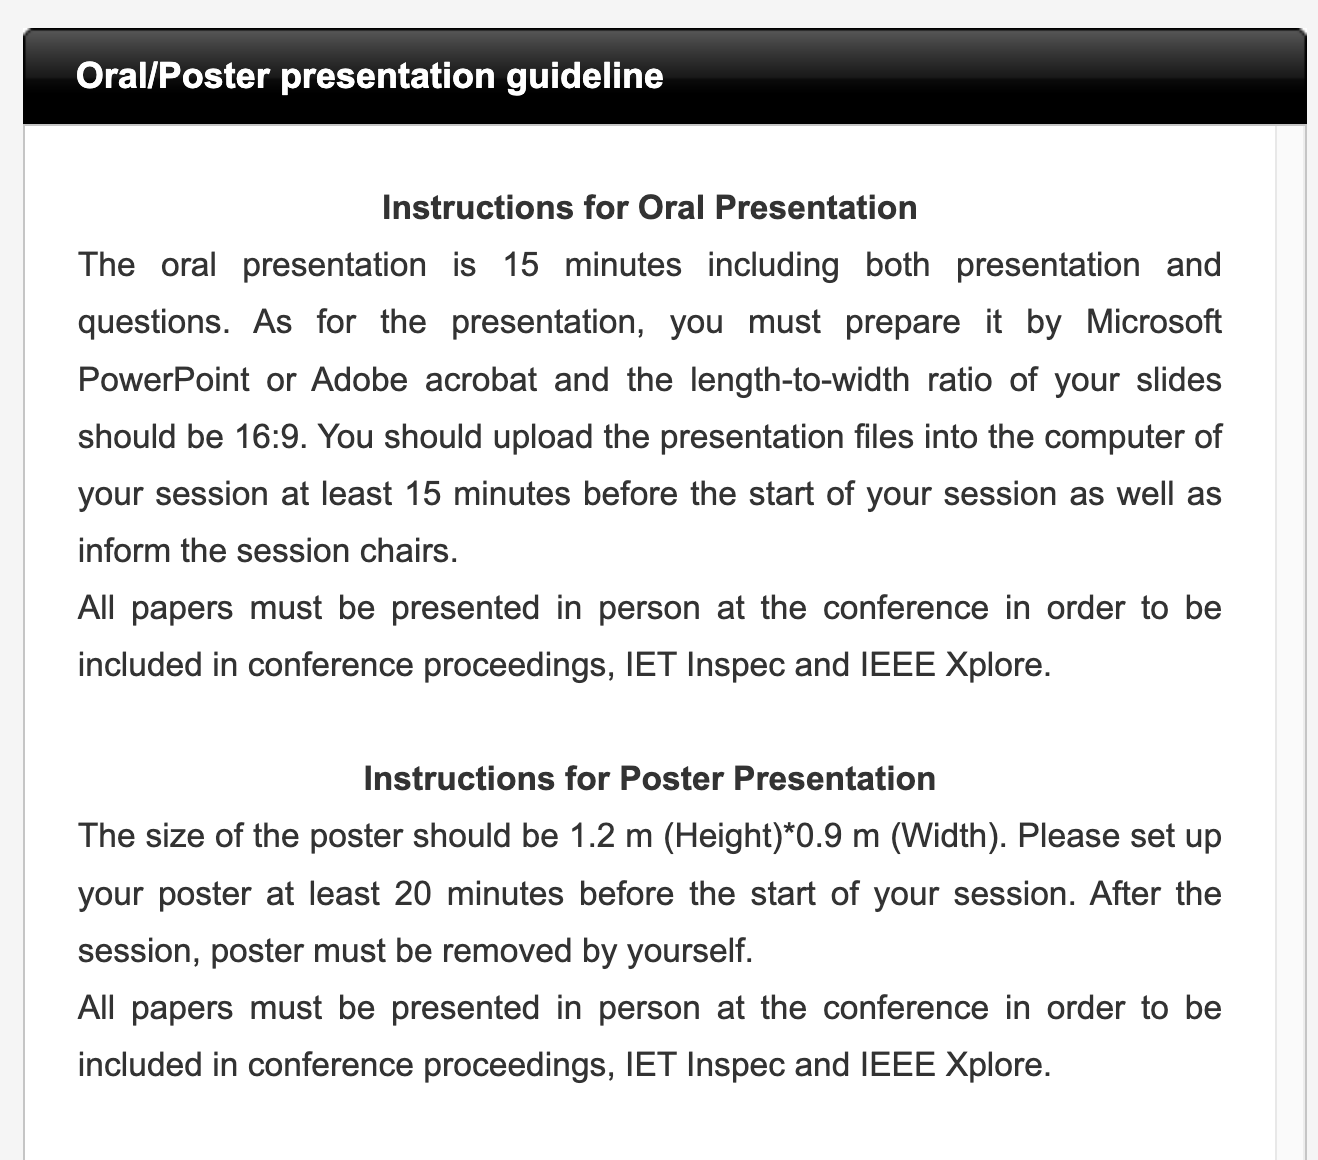 Oral/Poster presentation guideline
Instructions for Oral Presentation
The oral presentation is 15 minutes including both presentation and
questions. As for the presentation, you must prepare it by Microsoft
PowerPoint or Adobe acrobat and the length-to-width ratio of your slides
should be 16:9. You should upload the presentation files into the computer of
your session at least 15 minutes before the start of your session as well as
inform the session chairs.
All papers must be presented in person at the conference in order to be
included in conference proceedings, IET Inspec and IEEE Xplore.
Instructions for Poster Presentation
The size of the poster should be 1.2 m (Height)*0.9 m (Width). Please set up
your poster at least 20 minutes before the start of your session. After the
session, poster must be removed by yourself.
All papers must be presented in person at the conference in order to be
included in conference proceedings, IET Inspec and IEEE Xplore.